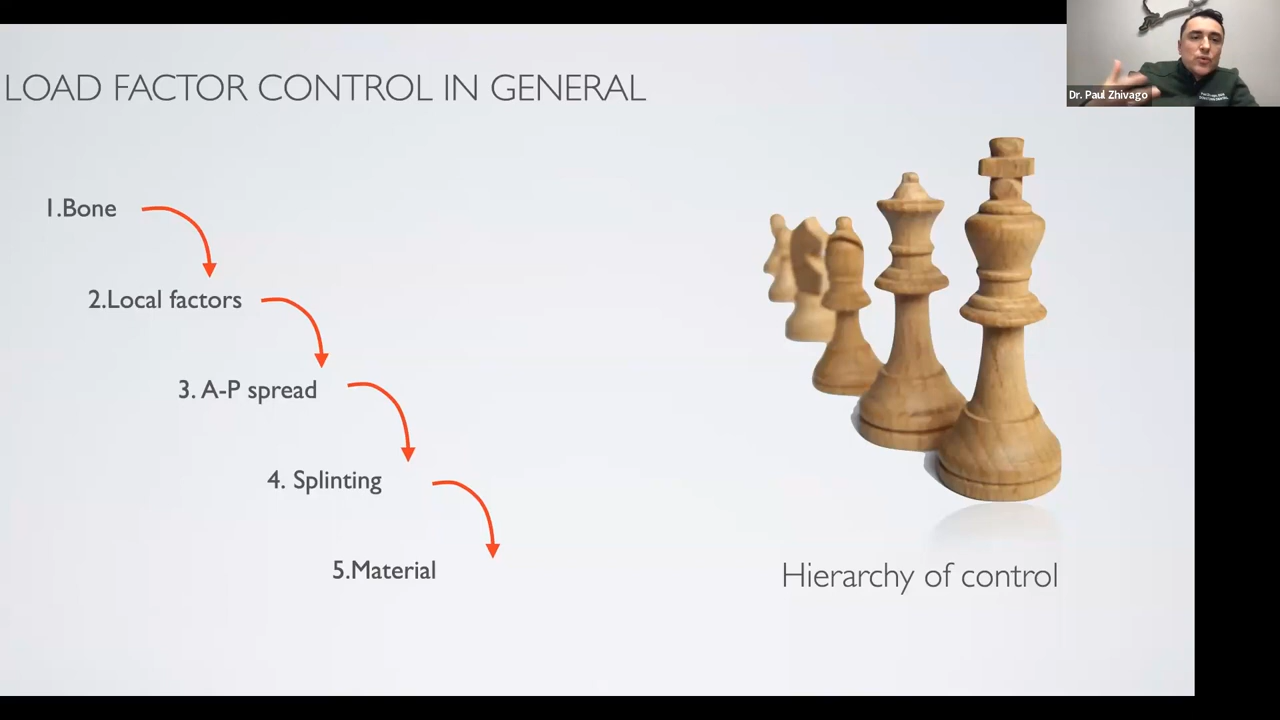 LOAD FACTOR CONTROL IN GENERAL
Dr. Paul Zhivago
1.Bone
2.Local factors
3. A-P spread
4. Splinting
5.Material
Hierarchy of control